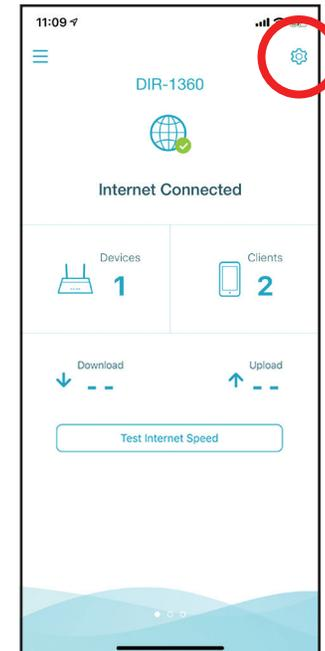 11:09
DIR-1360
Internet Connected
Devices
1
Clients
2
Download
- -
Upload
- -
Test Internet Speed